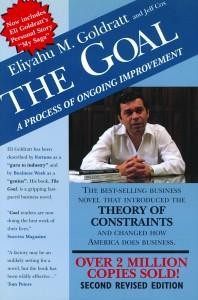 Now includes
Eli Goldratt's
Personal Story
"My Saga"
Eliyahu M. Goldratt and Jeff Cox
THE GOAL
A PROCESS OF ONGOING IMPROVEMENT
Eli Goldratt has
been described by
Fortune as a
"guru to industry" and
by Business Week as
a "genius". His book, The
Goal, is a gripping fast-
paced business novel.
"Goal readers are now
doing the best work of
their lives."
Success Magazine
"A factory may be an
unlikely setting for a
novel, but the book has
been wildly effective..."
Tom Peters
THE BEST-SELLING BUSINESS
NOVEL THAT INTRODUCED THE
THEORY OF
CONSTRAINTS
AND CHANGED HOW
AMERICA DOES BUSINESS.
OVER 2 MILLION
COPIES SOLD!
SECOND REVISED EDITION